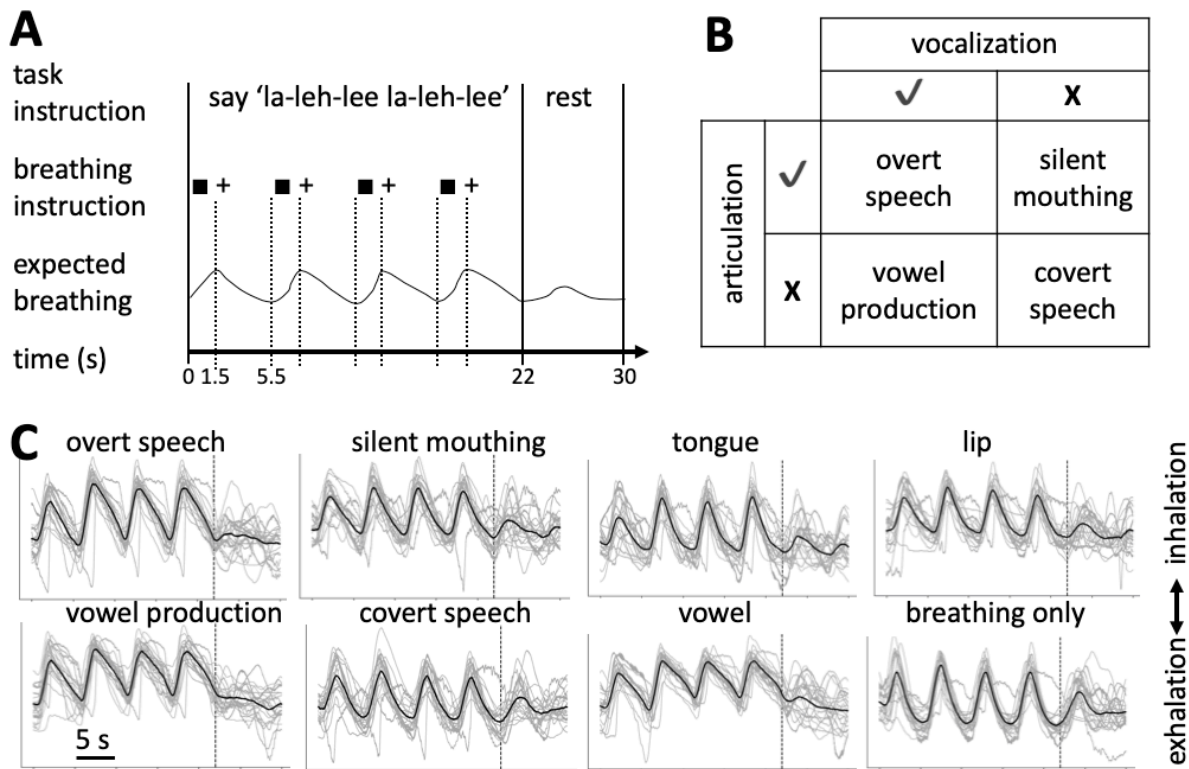 A
task
instruction
say ‘la-leh-lee la-leh-lee’ rest
breathing
instruction
+ + + +
expected
breathing
time (s)
0 1.5 5.5 22 30
B
vocalization
✓ X
articulation
✓
overt
speech
silent
mouthing
X
vowel
production
covert
speech
C
overt speech silent mouthing tongue lip
vowel production covert speech vowel breathing only
5 s
inhalation
exhalation